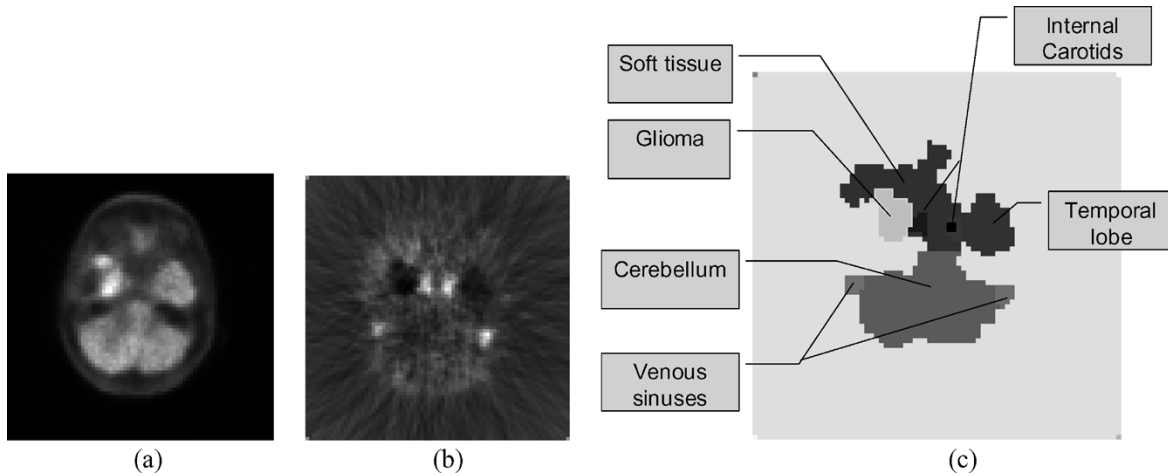 Internal
Carotids
Soft tissue
Glioma
Temporal
lobe
Cerebellum
Venous
sinuses
(a)
(b)
(c)